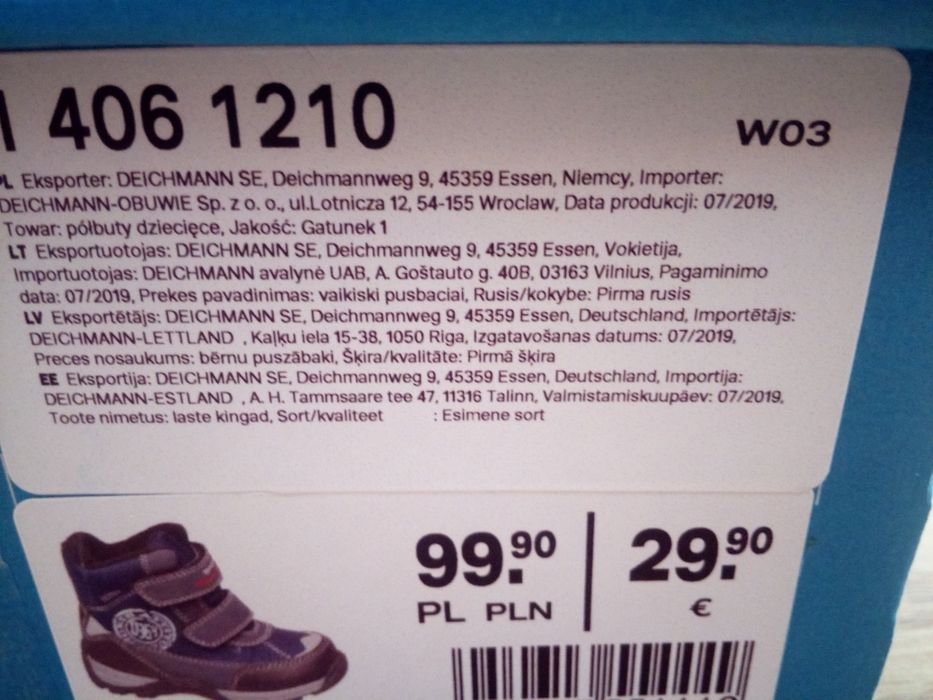 406 1210
W03
PL Eksporter: DEICHMANN SE, Deichmannweg 9, 45359 Essen, Niemcy, Importer:
DEICHMANN-OBUWIE Sp. z o. o., ul.Lotnicza 12, 54-155 Wroclaw, Data produkcji: 07/2019,
Towar: półbuty dziecięce, Jakość: Gatunek 1
LT Eksportuotojas: DEICHMANN SE, Deichmannweg 9, 45359 Essen, Vokietija,
Importuotojas: DEICHMANN avalynė UAB, A. Goštauto g. 40B, 03163 Vilnius, Pagaminimo
data: 07/2019, Prekes pavadinimas: vaikiski pusbaciai, Rusis/kokybe: Pirma rusis
LV Eksportētājs: DEICHMANN SE, Deichmannweg 9, 45359 Essen, Deutschland, Importētājs:
DEICHMANN-LETTLAND , Kaļķu iela 15-38, 1050 Riga, Izgatavošanas datums: 07/2019,
Preces nosaukums: bērnu puszābaki, Šķira/kvalitāte: Pirmā šķira
EE Eksportija: DEICHMANN SE, Deichmannweg 9, 45359 Essen, Deutschland, Importija:
DEICHMANN-ESTLAND , A. H. Tammsaare tee 47, 11316 Talinn, Valmistamiskuupäev: 07/2019,
Toote nimetus: laste kingad, Sort/kvaliteet : Esimene sort
99.90
PL PLN
29.90
€